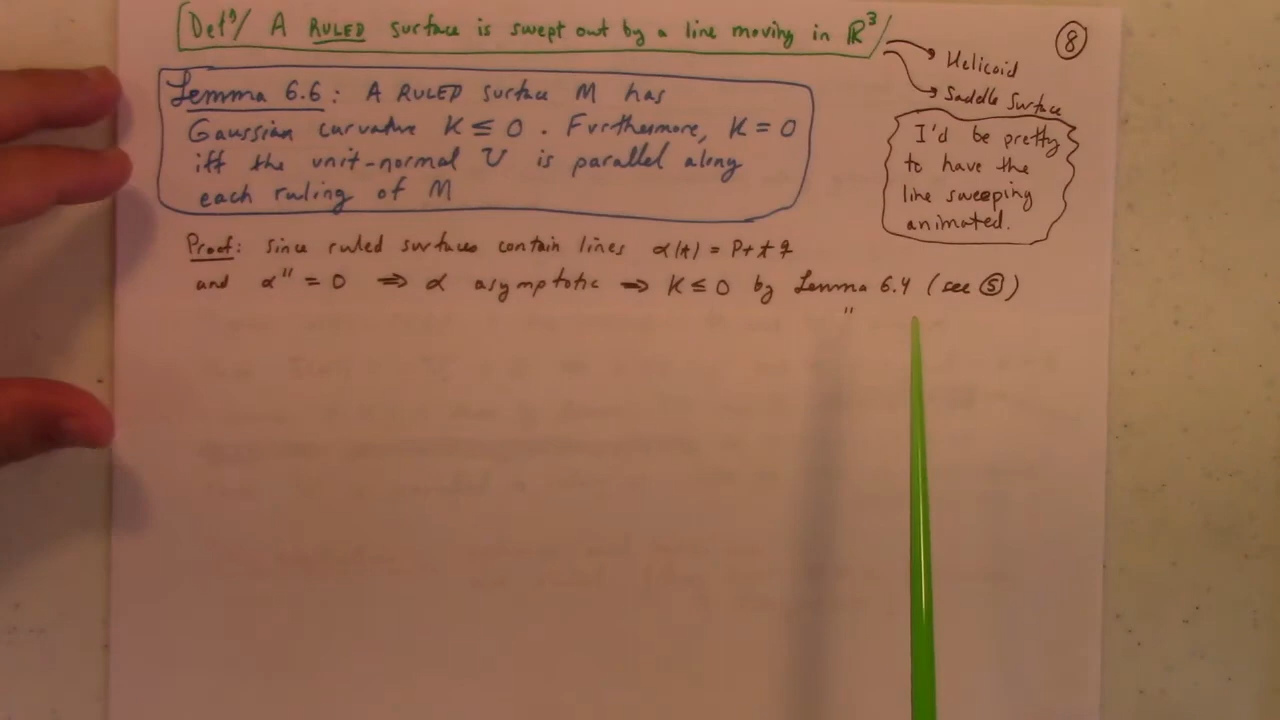 Defn/ A RULED surface is swept out by a line moving in ℝ³/
⑧
→ Helicoid
→ Saddle Surface
Lemma 6.6: A RULED surface M has
Gaussian curvature K ≤ 0. Furthermore, K = 0
iff the unit-normal U is parallel along
each ruling of M
I'd be pretty
to have the
line sweeping
animated.
Proof: since ruled surfaces contain lines α(t) = p + t q
and α'' = 0 ⇒ α asymptotic ⇒ K ≤ 0 by Lemma 6.4 (see ⑤)
"